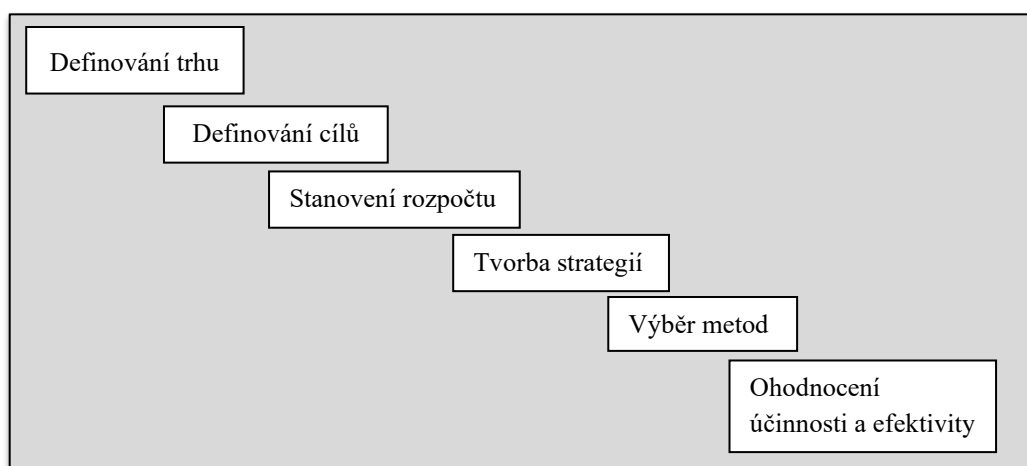 Definování trhu
Definování cílů
Stanovení rozpočtu
Tvorba strategií
Výběr metod
Ohodnocení
účinnosti a efektivity